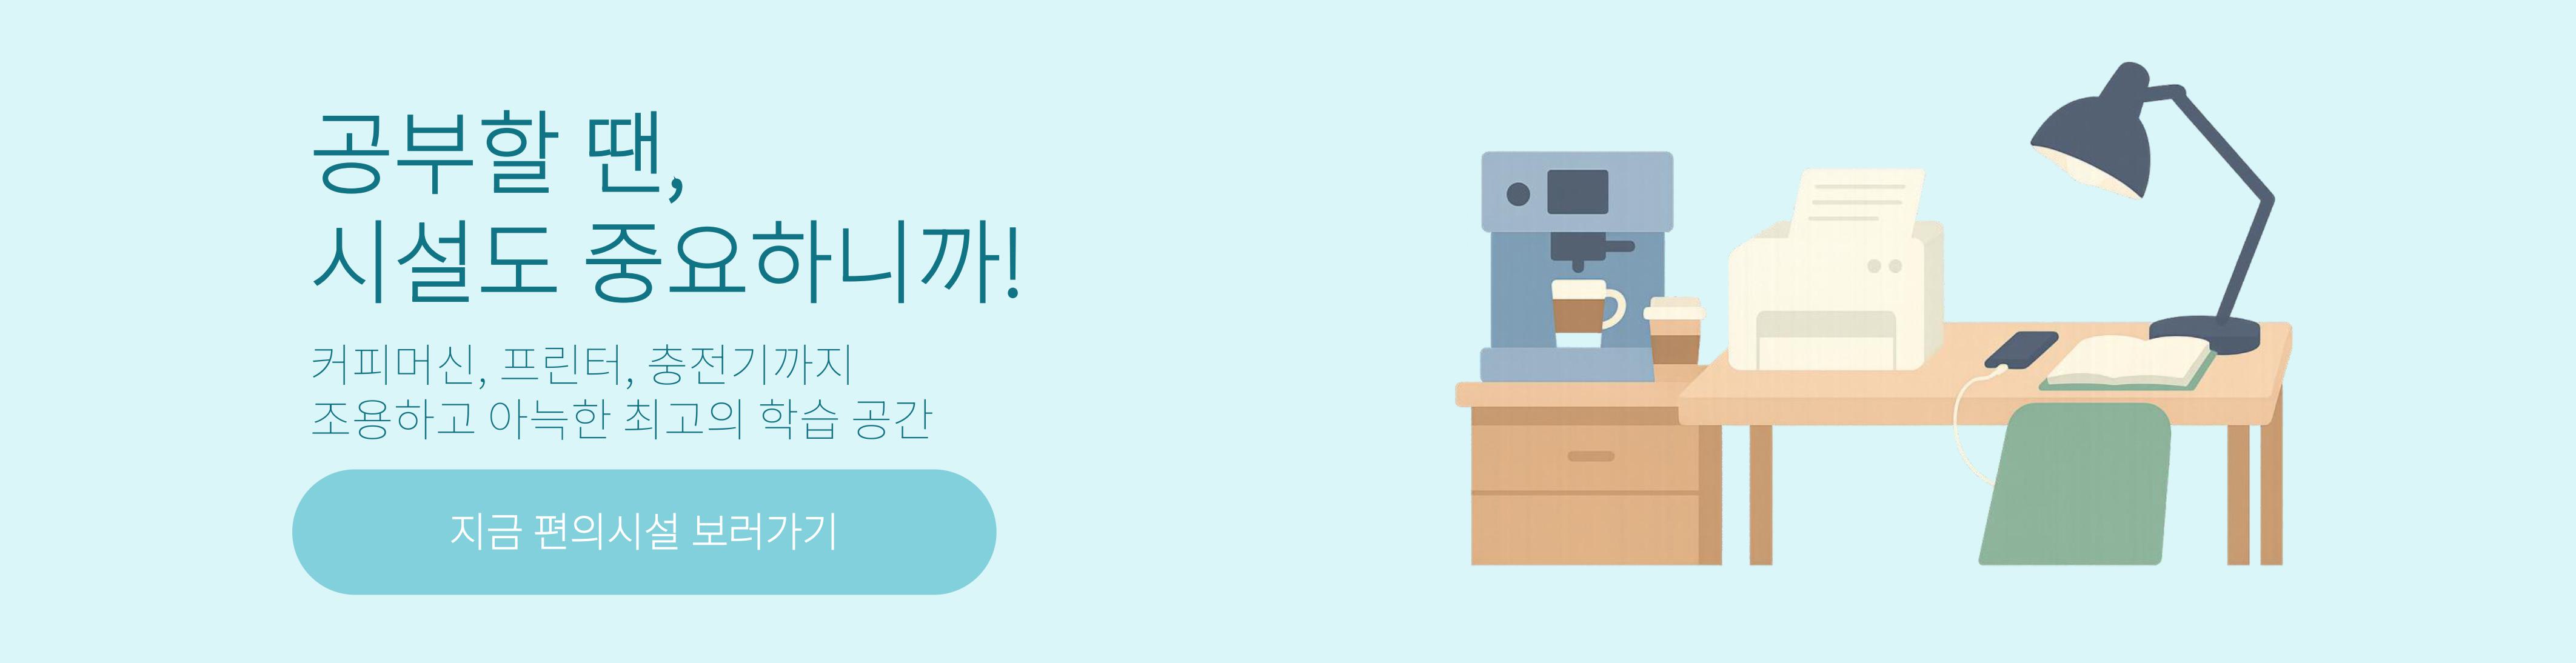 공부할 땐,
시설도 중요하니까!
커피머신, 프린터, 충전기까지
조용하고 아늑한 최고의 학습 공간
지금 편의시설 보러가기